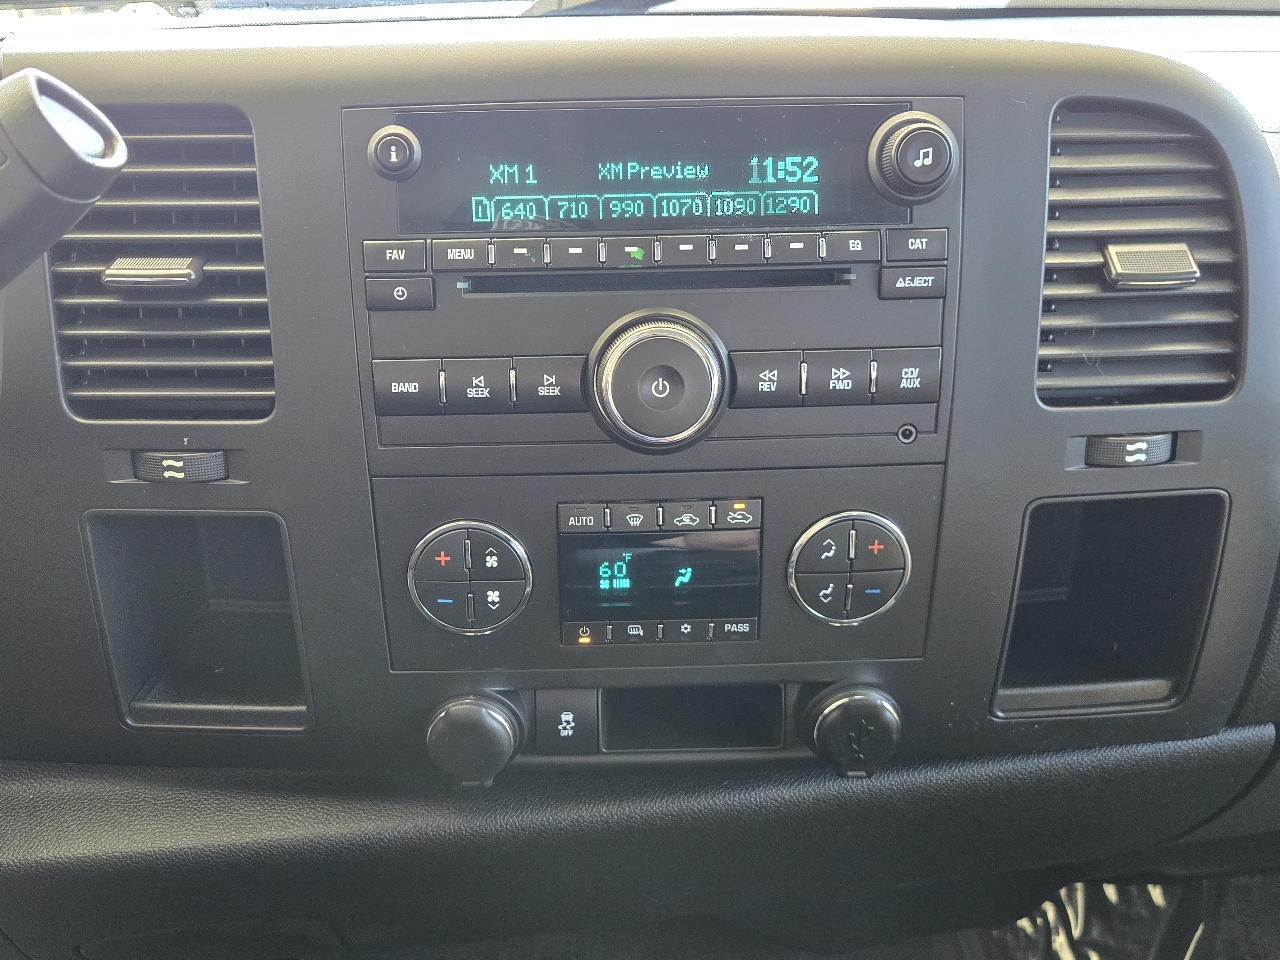 XM 1 XM Preview 11:52
1 640 710 990 1070 1090 1290
FAV MENU EQ CAT
EJECT
BAND SEEK SEEK REV FWD CD/AUX
AUTO
60°F
PASS
OFF